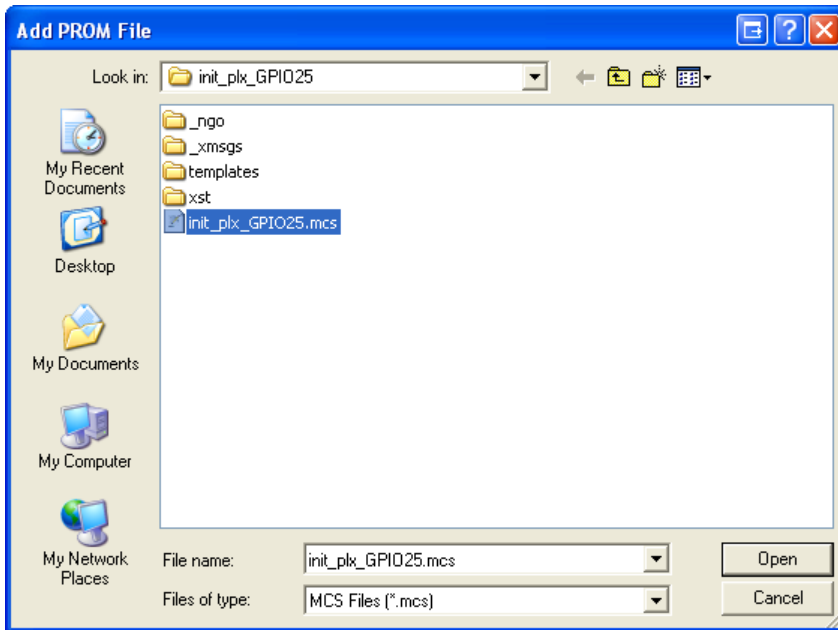 Add PROM File
Look in:
init_plx_GPIO25
My Recent
Documents
Desktop
My Documents
My Computer
My Network
Places
_ngo
_xmsgs
templates
xst
init_plx_GPIO25.mcs
File name:
init_plx_GPIO25.mcs
Open
Files of type:
MCS Files (*.mcs)
Cancel